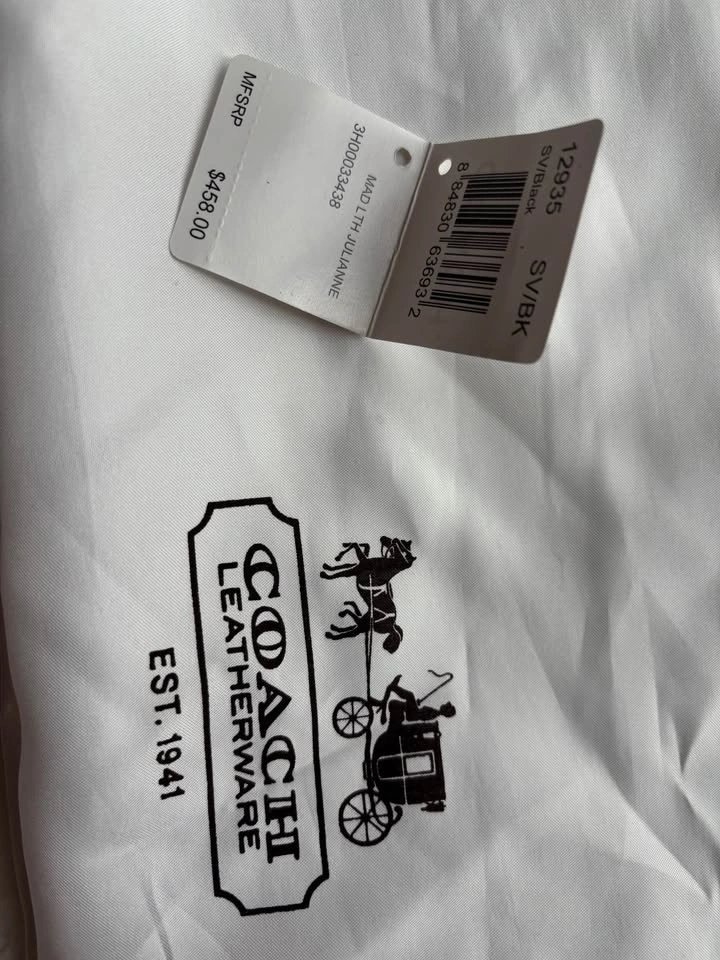 12935 SV/BK
SV/Black
8 84830 63693 2
MAD LTH JULIANNE
3H00033438
MFSRP $458.00
COACH
LEATHERWARE
EST. 1941